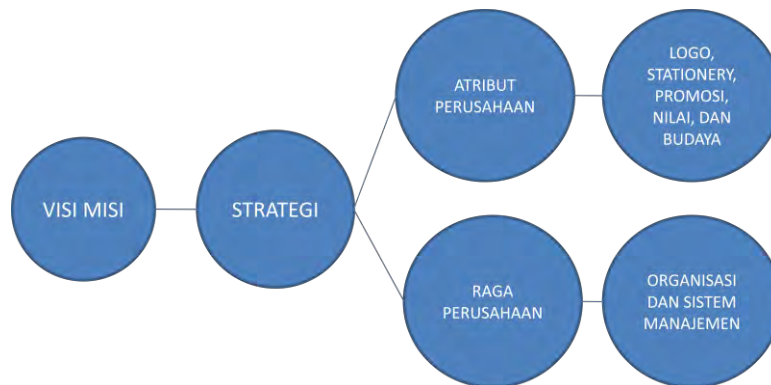 VISI MISI
STRATEGI
ATRIBUT
PERUSAHAAN
LOGO,
STATIONERY,
PROMOSI,
NILAI, DAN
BUDAYA
RAGA
PERUSAHAAN
ORGANISASI
DAN SISTEM
MANAJEMEN